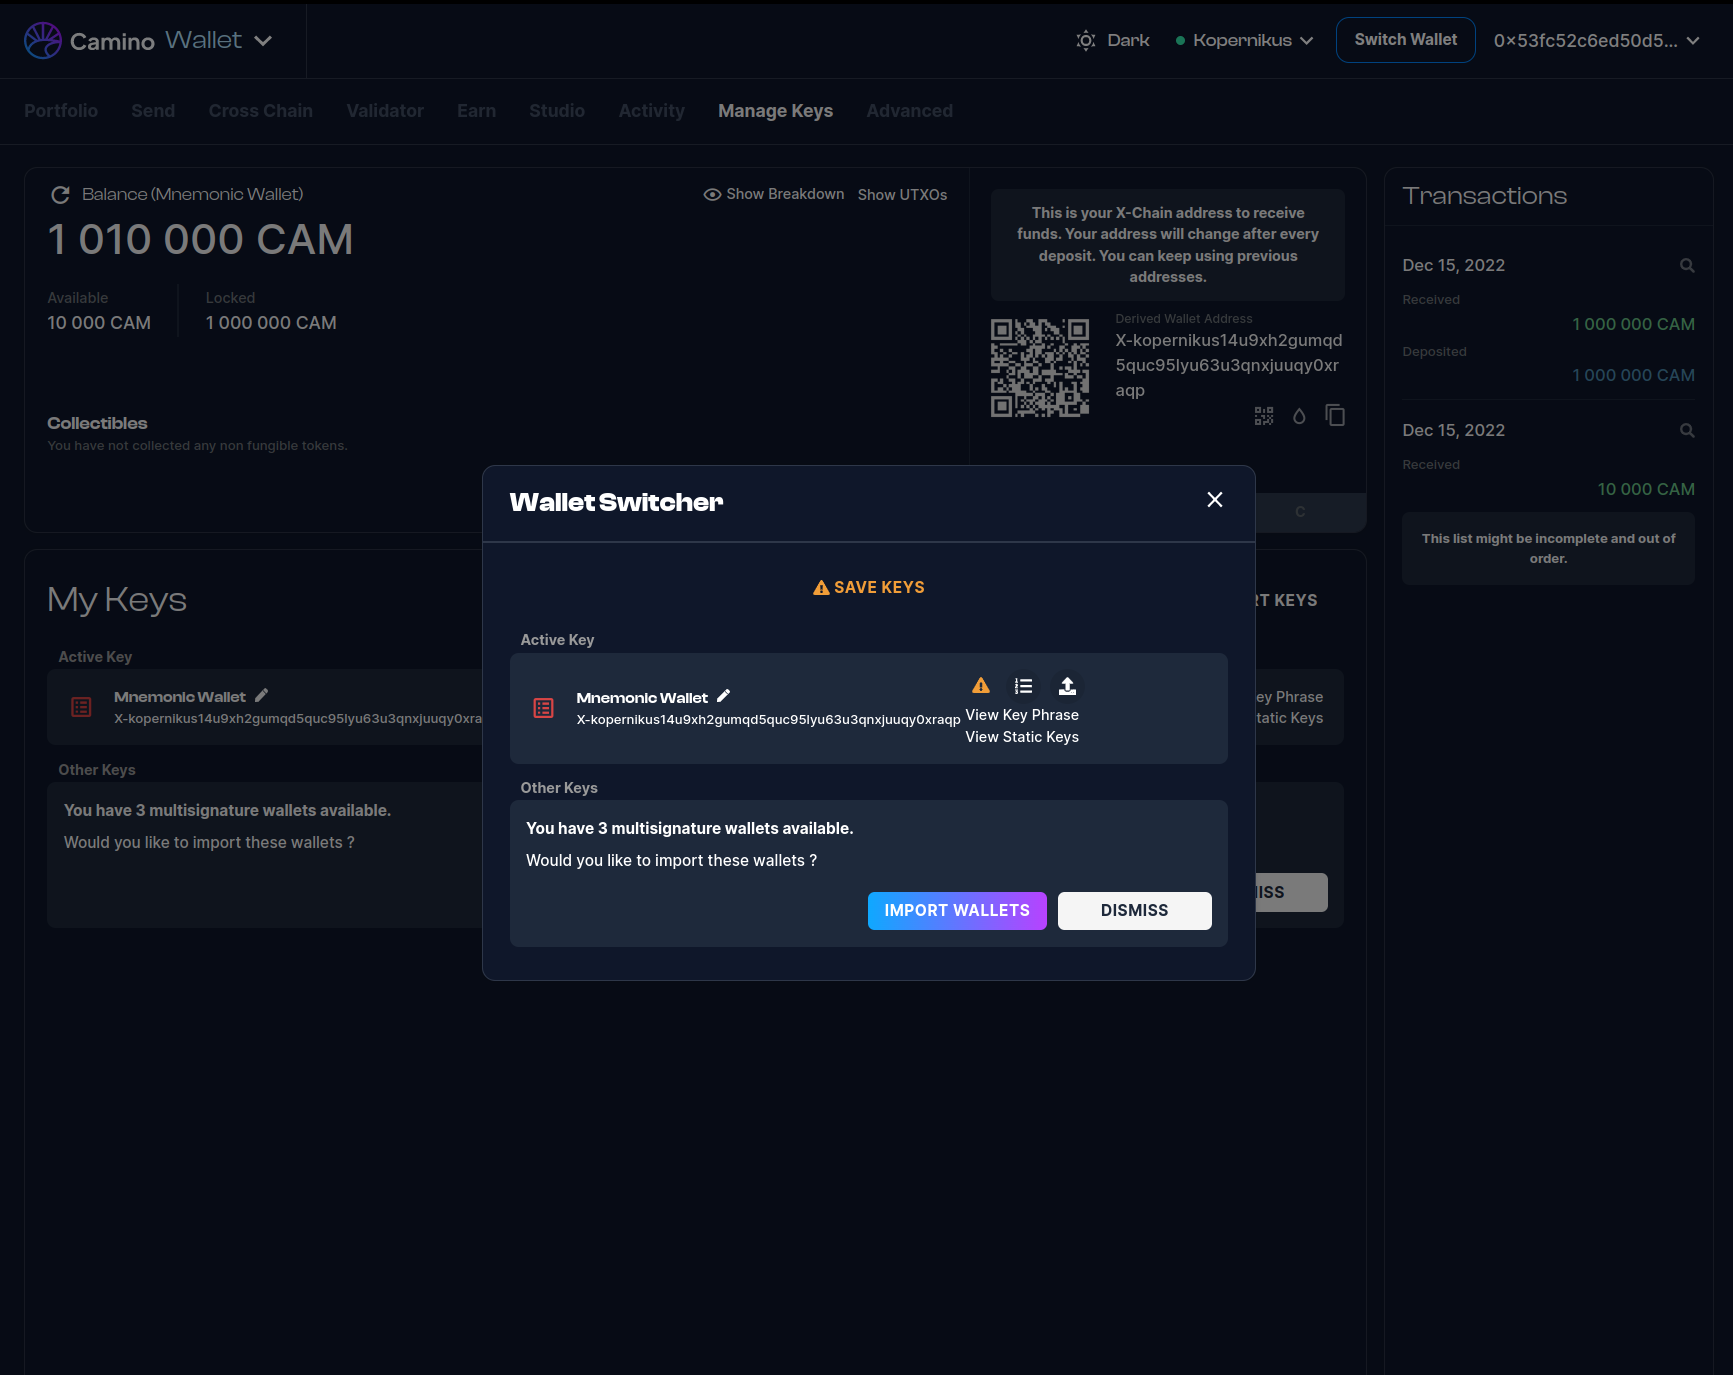 Camino Wallet
Dark
Kopernikus
Switch Wallet
0×53fc52c6ed50d5...
Portfolio Send Cross Chain Validator Earn Studio Activity Manage Keys Advanced
Balance (Mnemonic Wallet)
Show Breakdown Show UTXOs
1 010 000 CAM
Available
10 000 CAM
Locked
1 000 000 CAM
Collectibles
You have not collected any non fungible tokens.
This is your X-Chain address to receive
funds. Your address will change after every
deposit. You can keep using previous
addresses.
Derived Wallet Address
X-kopernikus14u9xh2gumqd
5quc95lyu63u3qnxjuuqy0xr
aqp
C
Transactions
Dec 15, 2022
Received
1 000 000 CAM
Deposited
1 000 000 CAM
Dec 15, 2022
Received
10 000 CAM
This list might be incomplete and out of
order.
My Keys
RT KEYS
Active Key
Mnemonic Wallet
X-kopernikus14u9xh2gumqd5quc95lyu63u3qnxjuuqy0xra
ey Phrase
tatic Keys
Other Keys
You have 3 multisignature wallets available.
Would you like to import these wallets ?
ISS
Wallet Switcher
SAVE KEYS
Active Key
Mnemonic Wallet
X-kopernikus14u9xh2gumqd5quc95lyu63u3qnxjuuqy0xraqp
View Key Phrase
View Static Keys
Other Keys
You have 3 multisignature wallets available.
Would you like to import these wallets ?
IMPORT WALLETS
DISMISS